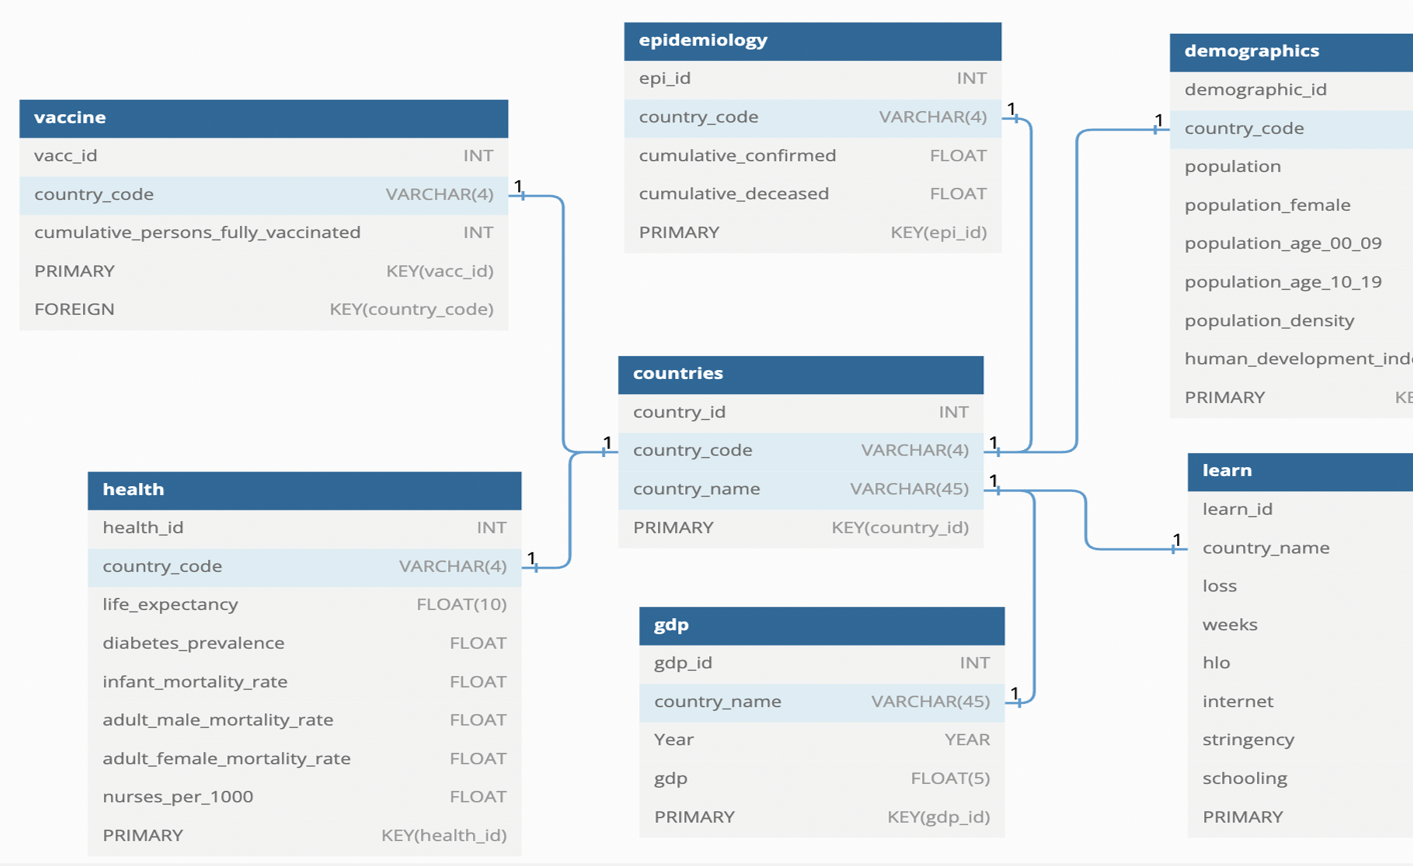 epidemiology
epi_id INT
country_code VARCHAR(4)
cumulative_confirmed FLOAT
cumulative_deceased FLOAT
PRIMARY KEY(epi_id)
1
demographics
demographic_id
country_code
population
population_female
population_age_00_09
population_age_10_19
population_density
human_development_inde
PRIMARY KE
1
vaccine
vacc_id INT
country_code VARCHAR(4)
cumulative_persons_fully_vaccinated INT
PRIMARY KEY(vacc_id)
FOREIGN KEY(country_code)
1
countries
country_id INT
1 country_code VARCHAR(4) 1
country_name VARCHAR(45) 1
PRIMARY KEY(country_id)
health
health_id INT
country_code VARCHAR(4) 1
life_expectancy FLOAT(10)
diabetes_prevalence FLOAT
infant_mortality_rate FLOAT
adult_male_mortality_rate FLOAT
adult_female_mortality_rate FLOAT
nurses_per_1000 FLOAT
PRIMARY KEY(health_id)
gdp
gdp_id INT
country_name VARCHAR(45) 1
Year YEAR
gdp FLOAT(5)
PRIMARY KEY(gdp_id)
learn
learn_id
1 country_name
loss
weeks
hlo
internet
stringency
schooling
PRIMARY